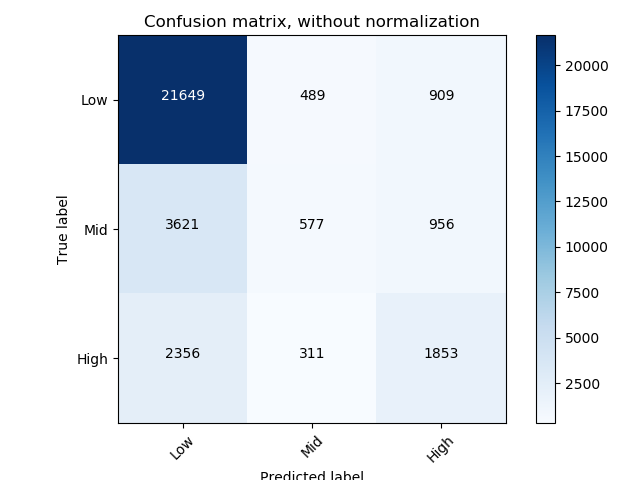 Confusion matrix, without normalization
True label
Low
21649 489 909
Mid
3621 577 956
High
2356 311 1853
Low Mid High
Predicted label
20000
17500
15000
12500
10000
7500
5000
2500